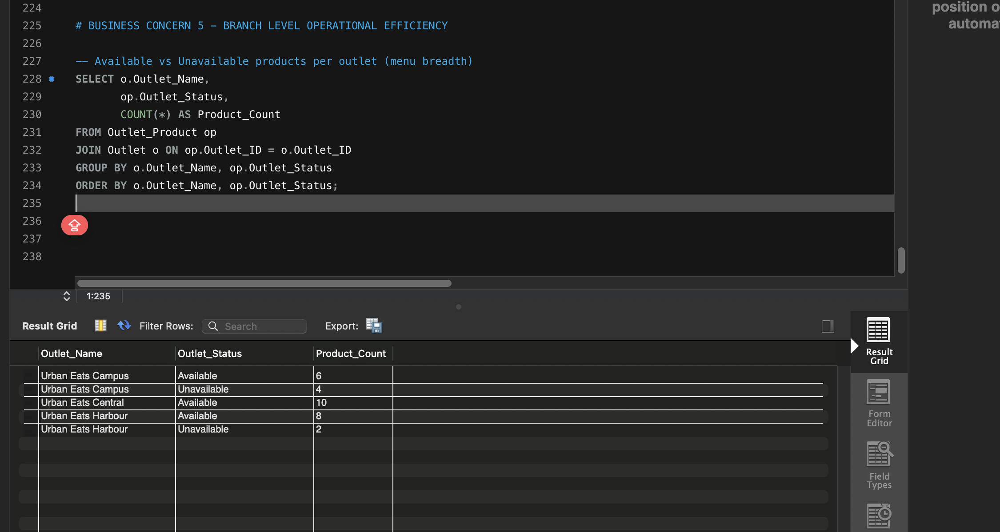 position o
automa
224
225 # BUSINESS CONCERN 5 – BRANCH LEVEL OPERATIONAL EFFICIENCY
226
227 -- Available vs Unavailable products per outlet (menu breadth)
228 SELECT o.Outlet_Name,
229 op.Outlet_Status,
230 COUNT(*) AS Product_Count
231 FROM Outlet_Product op
232 JOIN Outlet o ON op.Outlet_ID = o.Outlet_ID
233 GROUP BY o.Outlet_Name, op.Outlet_Status
234 ORDER BY o.Outlet_Name, op.Outlet_Status;
235
236
237
238
1:235
Result Grid Filter Rows: Search Export:
Outlet_Name Outlet_Status Product_Count
Urban Eats Campus Available 6
Urban Eats Campus Unavailable 4
Urban Eats Central Available 10
Urban Eats Harbour Available 8
Urban Eats Harbour Unavailable 2
Result
Grid
Form
Editor
Field
Types